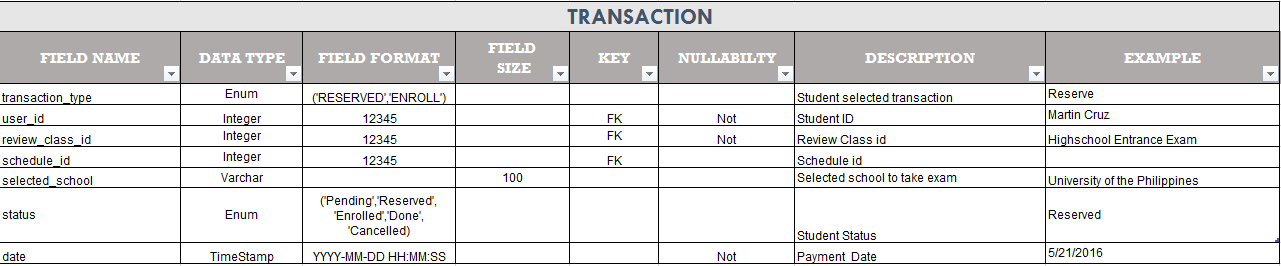 TRANSACTION
FIELD NAME DATA TYPE FIELD FORMAT FIELD SIZE KEY NULLABILTY DESCRIPTION EXAMPLE
transaction_type Enum ('RESERVED','ENROLL') Student selected transaction Reserve
user_id Integer 12345 FK Not Student ID Martin Cruz
review_class_id Integer 12345 FK Not Review Class id Highschool Entrance Exam
schedule_id Integer 12345 FK Schedule id
selected_school Varchar 100 Selected school to take exam University of the Philippines
status Enum ('Pending','Reserved',
'Enrolled','Done',
'Cancelled) Student Status Reserved
date TimeStamp YYYY-MM-DD HH:MM:SS Not Payment Date 5/21/2016